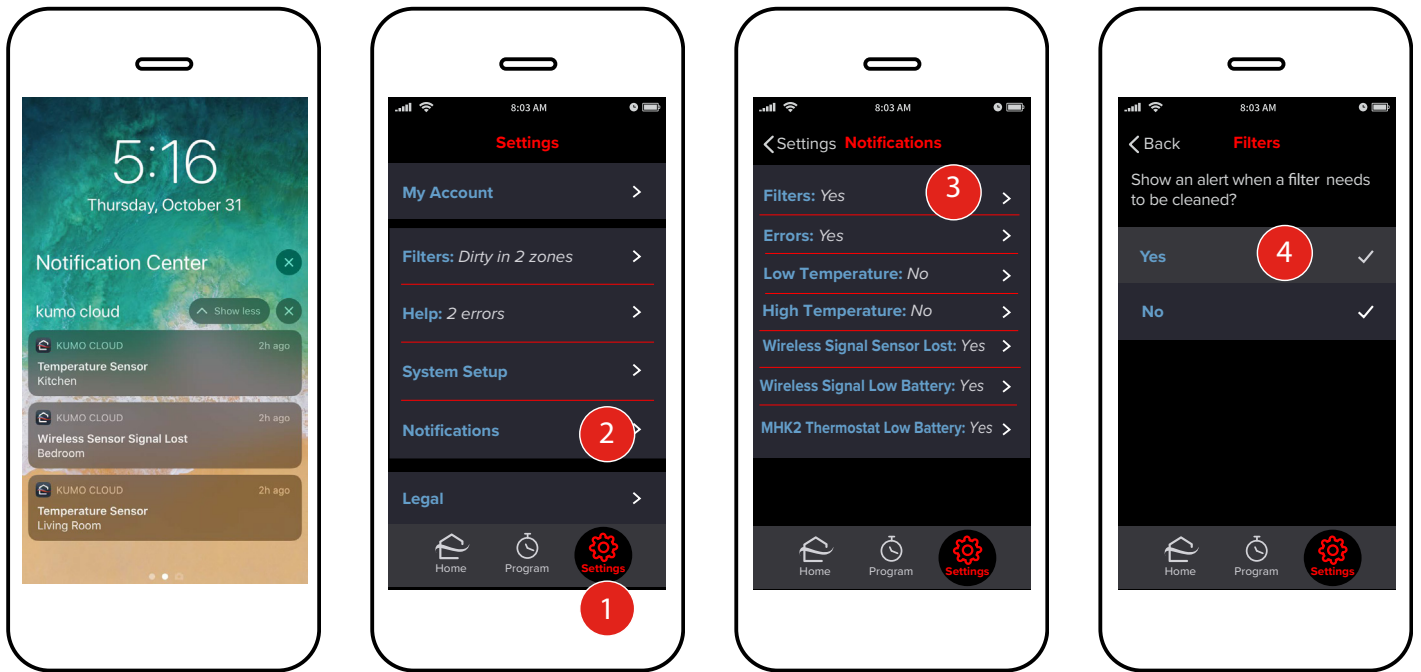 5:16
Thursday, October 31
Notification Center
kumo cloud
Show less
KUMO CLOUD 2h ago
Temperature Sensor
Kitchen
KUMO CLOUD 2h ago
Wireless Sensor Signal Lost
Bedroom
KUMO CLOUD 2h ago
Temperature Sensor
Living Room
8:03 AM
Settings
My Account
Filters: Dirty in 2 zones
Help: 2 errors
System Setup
Notifications
2
Legal
Home Program Settings
1
8:03 AM
Settings Notifications
3
Filters: Yes
Errors: Yes
Low Temperature: No
High Temperature: No
Wireless Signal Sensor Lost: Yes
Wireless Signal Low Battery: Yes
MHK2 Thermostat Low Battery: Yes
Home Program Settings
8:03 AM
Back Filters
Show an alert when a filter needs
to be cleaned?
Yes
4
No
Home Program Settings